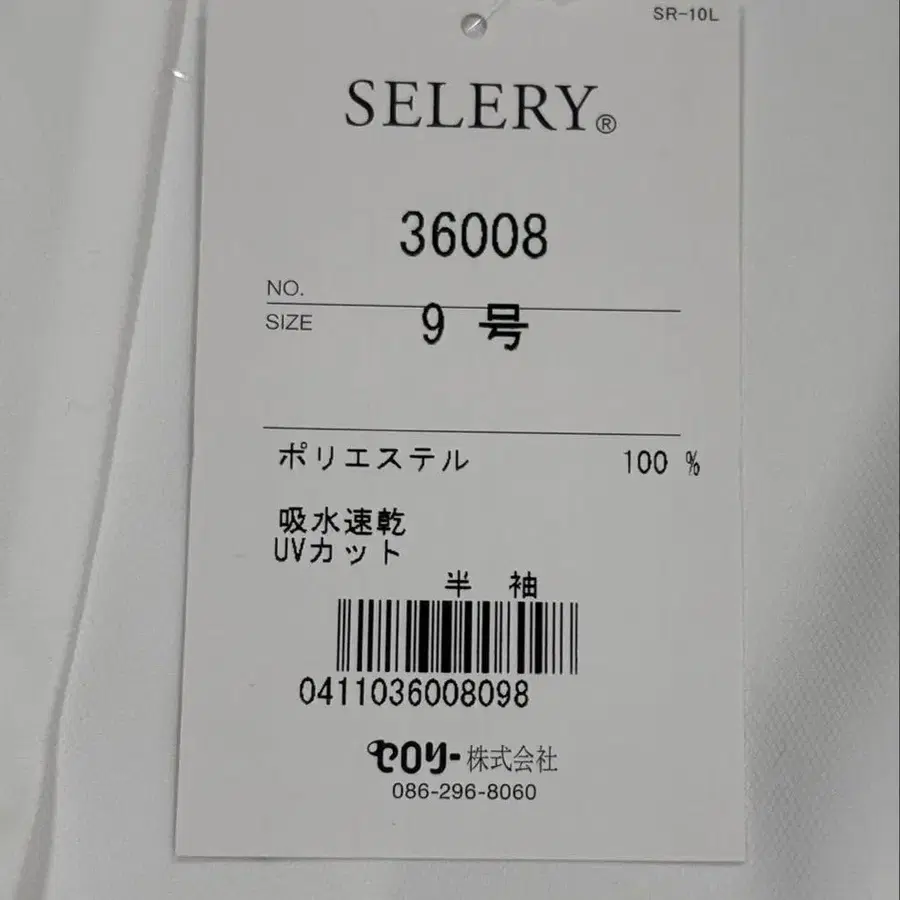 SR-10L
SELERY®
36008
NO.
SIZE 9 号
ポリエステル 100 %
吸水速乾
UVカット
半 袖
0411036008098
セロリー株式会社
086-296-8060